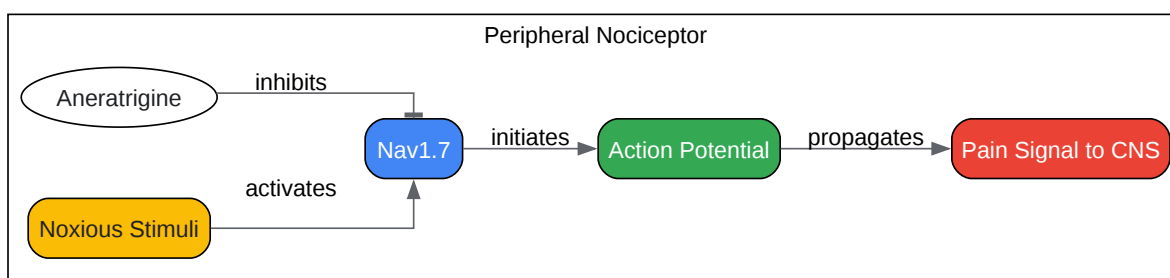 Peripheral Nociceptor
Aneratrigine
inhibits
Nav1.7
initiates
Action Potential
propagates
Pain Signal to CNS
activates
Noxious Stimuli